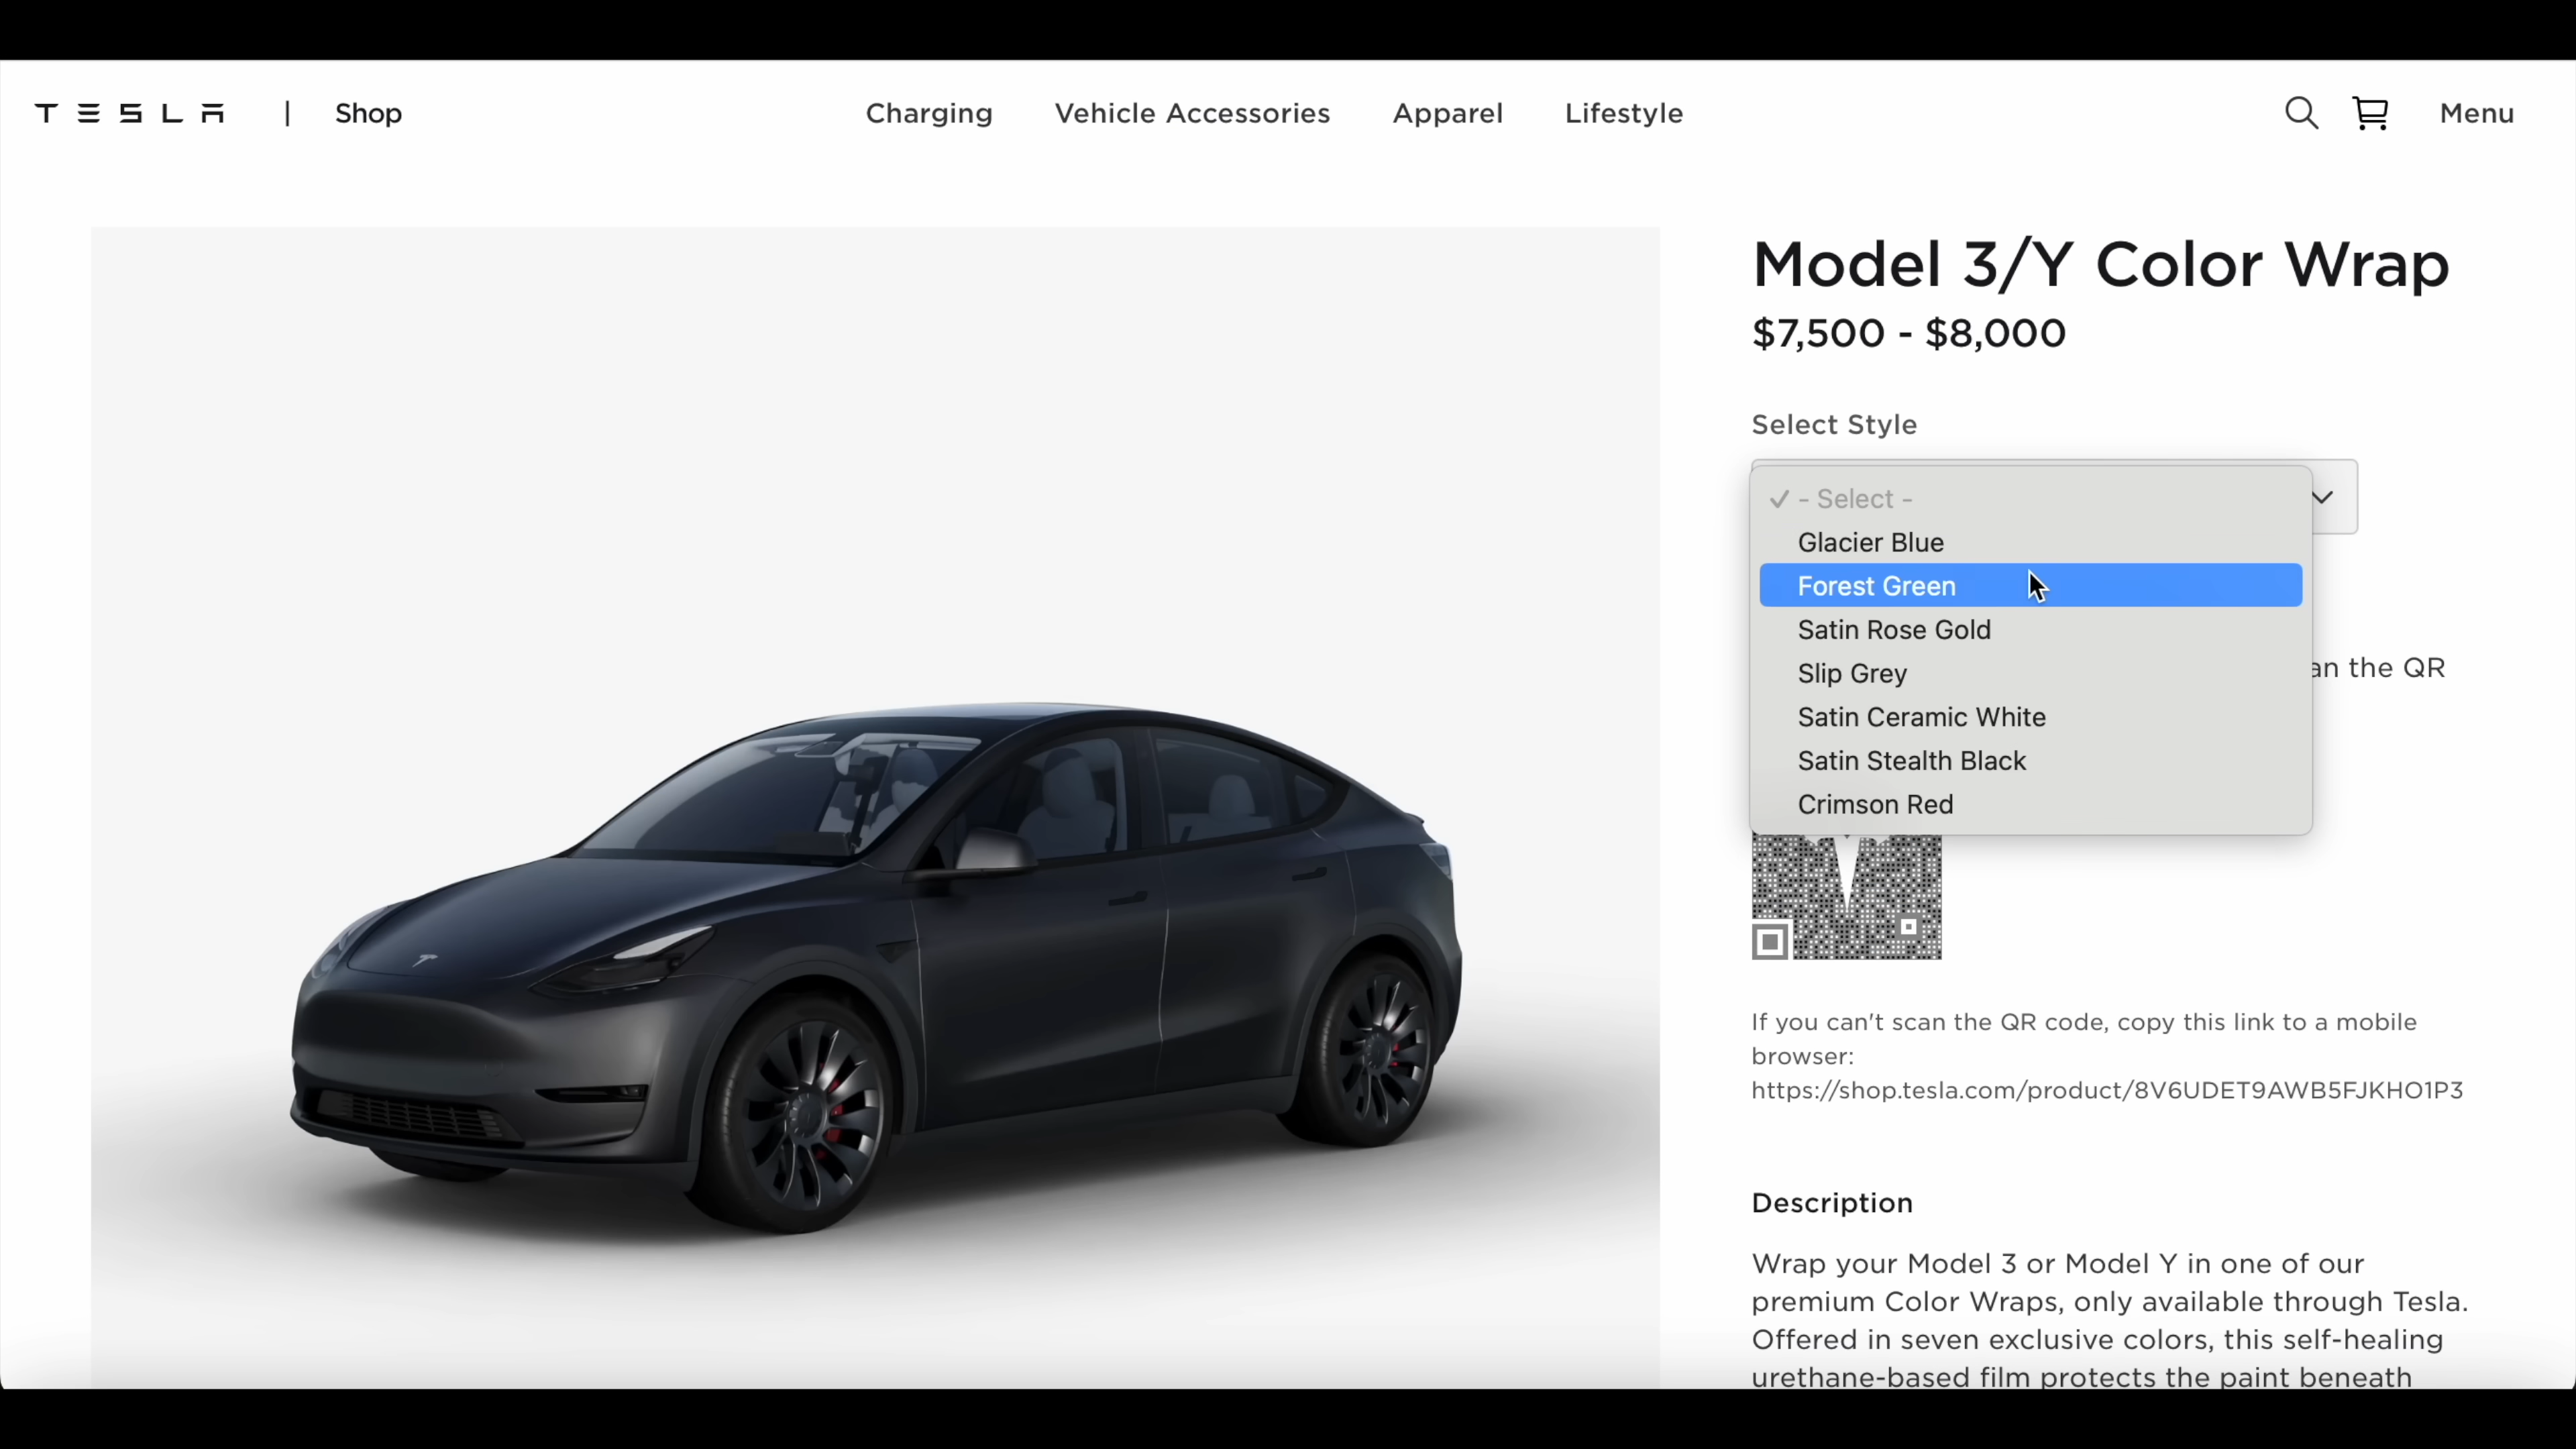 TESLA | Shop
Charging Vehicle Accessories Apparel Lifestyle
Menu
Model 3/Y Color Wrap
$7,500 - $8,000
Select Style
✓ - Select -
Glacier Blue
Forest Green
Satin Rose Gold
Slip Grey
an the QR
Satin Ceramic White
Satin Stealth Black
Crimson Red
If you can't scan the QR code, copy this link to a mobile
browser:
https://shop.tesla.com/product/8V6UDET9AWB5FJKHO1P3
Description
Wrap your Model 3 or Model Y in one of our
premium Color Wraps, only available through Tesla.
Offered in seven exclusive colors, this self-healing
urethane-based film protects the paint beneath